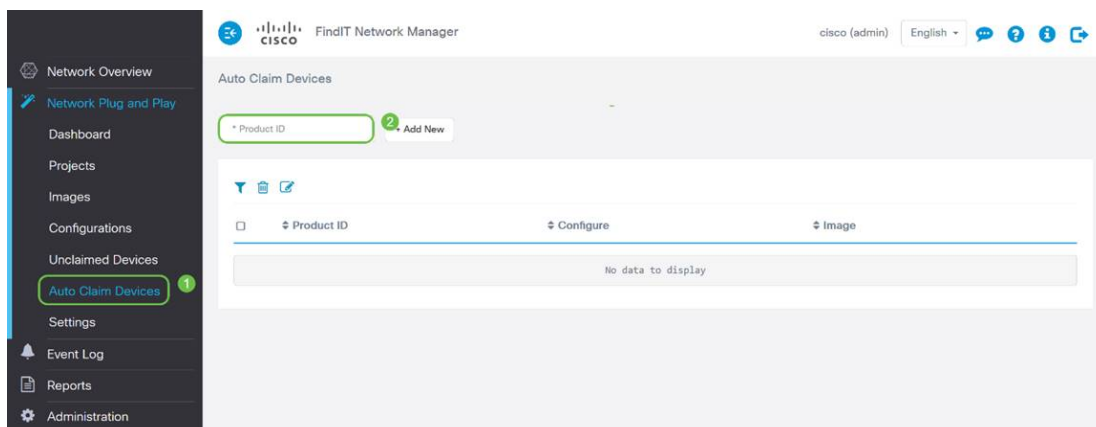 CISCO
FindIT Network Manager
cisco (admin)
English
Network Overview
Network Plug and Play
Dashboard
Projects
Images
Configurations
Unclaimed Devices
Auto Claim Devices
1
Settings
Event Log
Reports
Administration
Auto Claim Devices
* Product ID
2
+ Add New
Product ID
Configure
Image
No data to display